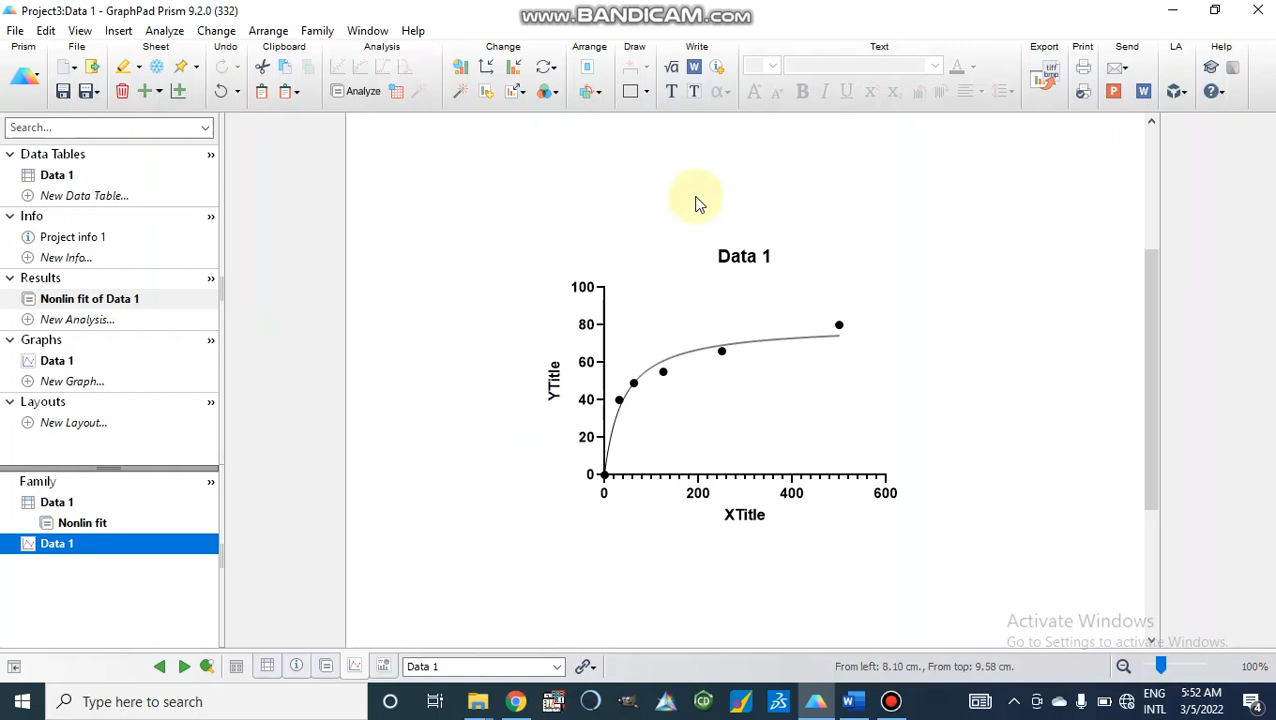 Project3:Data 1 - GraphPad Prism 9.2.0 (332)
www.BANDICAM.com
File Edit View Insert Analyze Change Arrange Family Window Help
Prism File Sheet Undo Clipboard Analysis Change Arrange Draw Write Text Export Print Send LA Help
Analyze
tiff
bmp
Search...
Data Tables
Data 1
New Data Table...
Info
Project info 1
New Info...
Results
Nonlin fit of Data 1
New Analysis...
Graphs
Data 1
New Graph...
Layouts
New Layout...
Family
Data 1
Nonlin fit
Data 1
Data 1
100
80
60
40
20
0
YTitle
0 200 400 600
XTitle
Activate Windows
Go to Settings to activate Windows.
Data 1
From left: 8.10 cm, From top: 9.58 cm.
100%
Type here to search
ENG
INTL
5:52 AM
3/5/2022
4